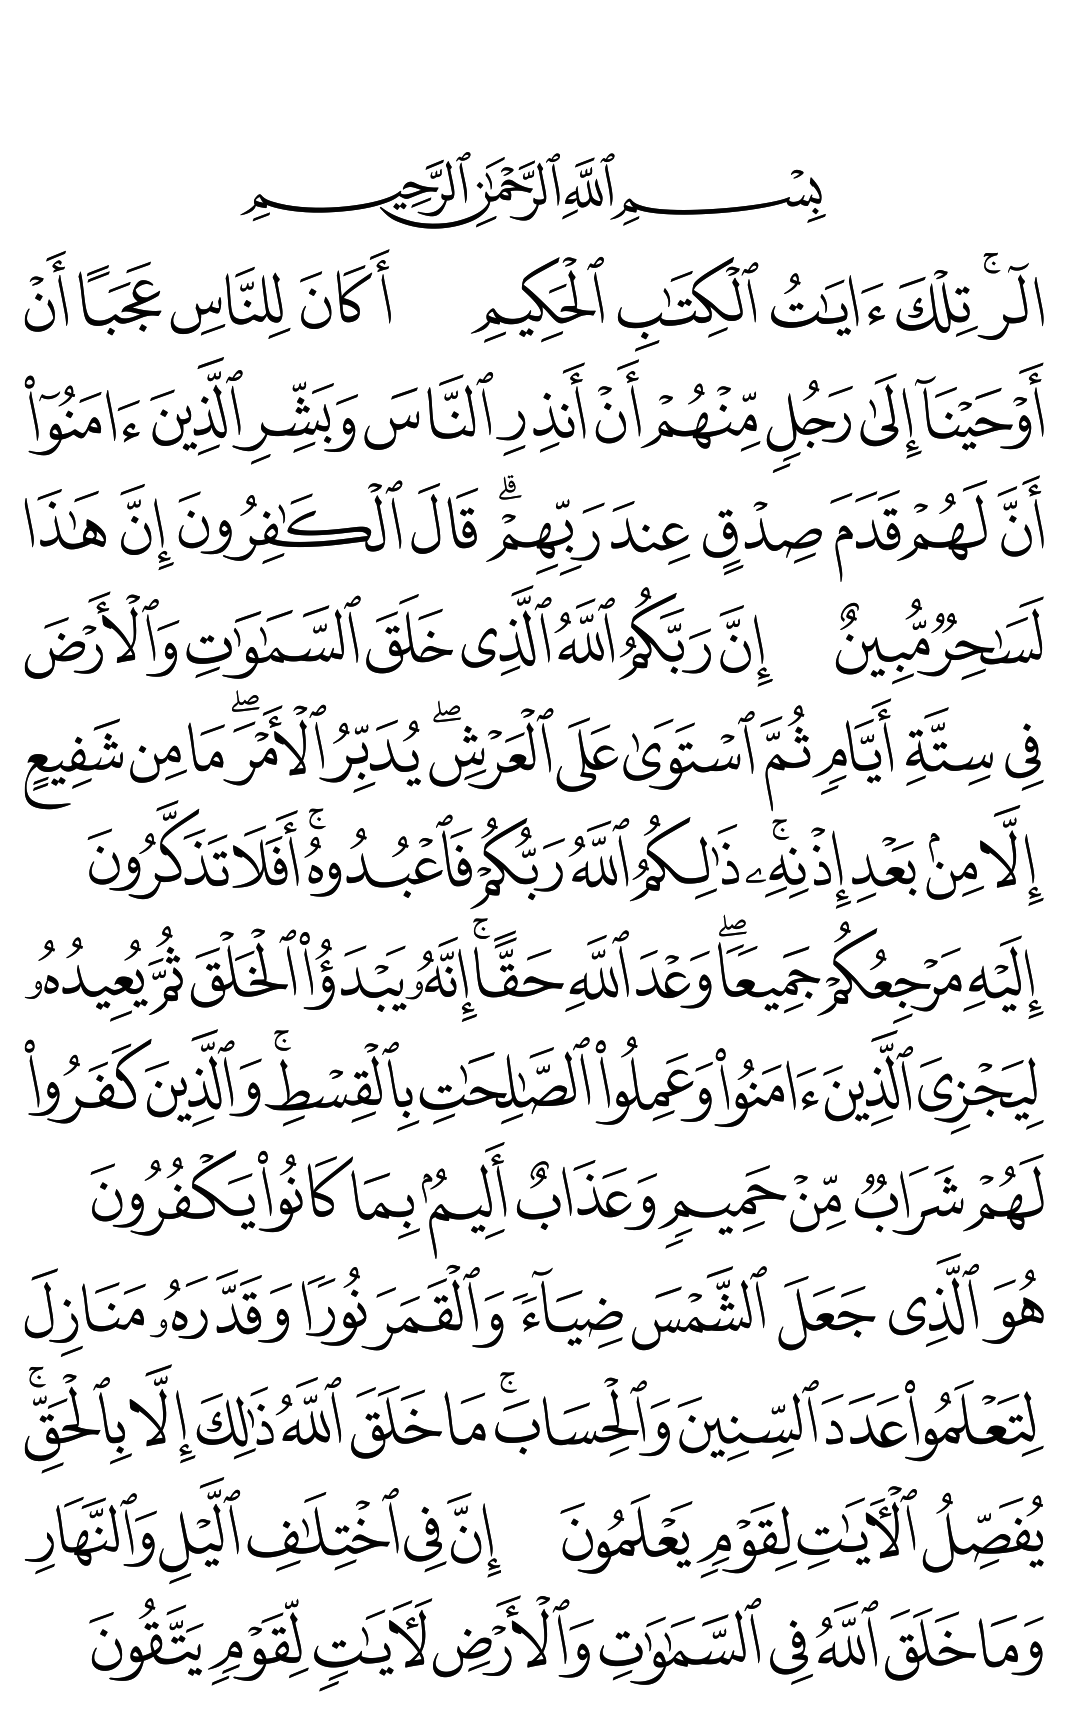 بِسْمِ ٱللَّهِ ٱلرَّحْمَٰنِ ٱلرَّحِيمِ
الٓر ۚ تِلْكَ ءَايَٰتُ ٱلْكِتَٰبِ ٱلْحَكِيمِ أَكَانَ لِلنَّاسِ عَجَبًا أَنْ
أَوْحَيْنَآ إِلَىٰ رَجُلٍ مِّنْهُمْ أَنْ أَنذِرِ ٱلنَّاسَ وَبَشِّرِ ٱلَّذِينَ ءَامَنُوٓا۟
أَنَّ لَهُمْ قَدَمَ صِدْقٍ عِندَ رَبِّهِمْ ۗ قَالَ ٱلْكَٰفِرُونَ إِنَّ هَٰذَا
لَسَٰحِرٌ مُّبِينٌ إِنَّ رَبَّكُمُ ٱللَّهُ ٱلَّذِى خَلَقَ ٱلسَّمَٰوَٰتِ وَٱلْأَرْضَ
فِى سِتَّةِ أَيَّامٍ ثُمَّ ٱسْتَوَىٰ عَلَى ٱلْعَرْشِ ۖ يُدَبِّرُ ٱلْأَمْرَ ۖ مَا مِن شَفِيعٍ
إِلَّا مِنۢ بَعْدِ إِذْنِهِۦ ۚ ذَٰلِكُمُ ٱللَّهُ رَبُّكُمْ فَٱعْبُدُوهُ ۚ أَفَلَا تَذَكَّرُونَ
إِلَيْهِ مَرْجِعُكُمْ جَمِيعًا ۖ وَعْدَ ٱللَّهِ حَقًّا ۚ إِنَّهُۥ يَبْدَؤُا۟ ٱلْخَلْقَ ثُمَّ يُعِيدُهُۥ
لِيَجْزِىَ ٱلَّذِينَ ءَامَنُوا۟ وَعَمِلُوا۟ ٱلصَّٰلِحَٰتِ بِٱلْقِسْطِ ۚ وَٱلَّذِينَ كَفَرُوا۟
لَهُمْ شَرَابٌ مِّنْ حَمِيمٍ وَعَذَابٌ أَلِيمٌۢ بِمَا كَانُوا۟ يَكْفُرُونَ
هُوَ ٱلَّذِى جَعَلَ ٱلشَّمْسَ ضِيَآءً وَٱلْقَمَرَ نُورًا وَقَدَّرَهُۥ مَنَازِلَ
لِتَعْلَمُوا۟ عَدَدَ ٱلسِّنِينَ وَٱلْحِسَابَ ۚ مَا خَلَقَ ٱللَّهُ ذَٰلِكَ إِلَّا بِٱلْحَقِّ ۚ
يُفَصِّلُ ٱلْءَايَٰتِ لِقَوْمٍ يَعْلَمُونَ إِنَّ فِى ٱخْتِلَٰفِ ٱلَّيْلِ وَٱلنَّهَارِ
وَمَا خَلَقَ ٱللَّهُ فِى ٱلسَّمَٰوَٰتِ وَٱلْأَرْضِ لَءَايَٰتٍ لِّقَوْمٍ يَتَّقُونَ